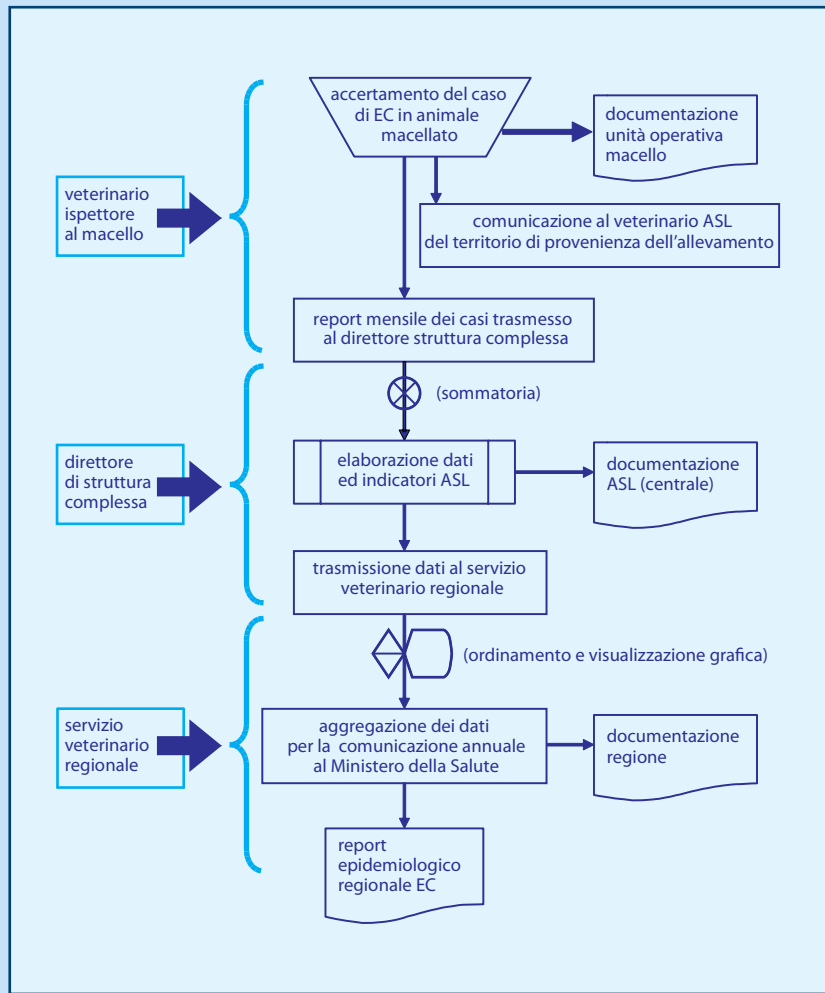 accertamento del caso
di EC in animale
macellato
documentazione
unità operativa
macello
veterinario
ispettore
al macello
comunicazione al veterinario ASL
del territorio di provenienza dell'allevamento
report mensile dei casi trasmesso
al direttore struttura complessa
(sommatoria)
direttore
di struttura
complessa
elaborazione dati
ed indicatori ASL
documentazione
ASL (centrale)
trasmissione dati al servizio
veterinario regionale
(ordinamento e visualizzazione grafica)
servizio
veterinario
regionale
aggregazione dei dati
per la comunicazione annuale
al Ministero della Salute
documentazione
regione
report
epidemiologico
regionale EC